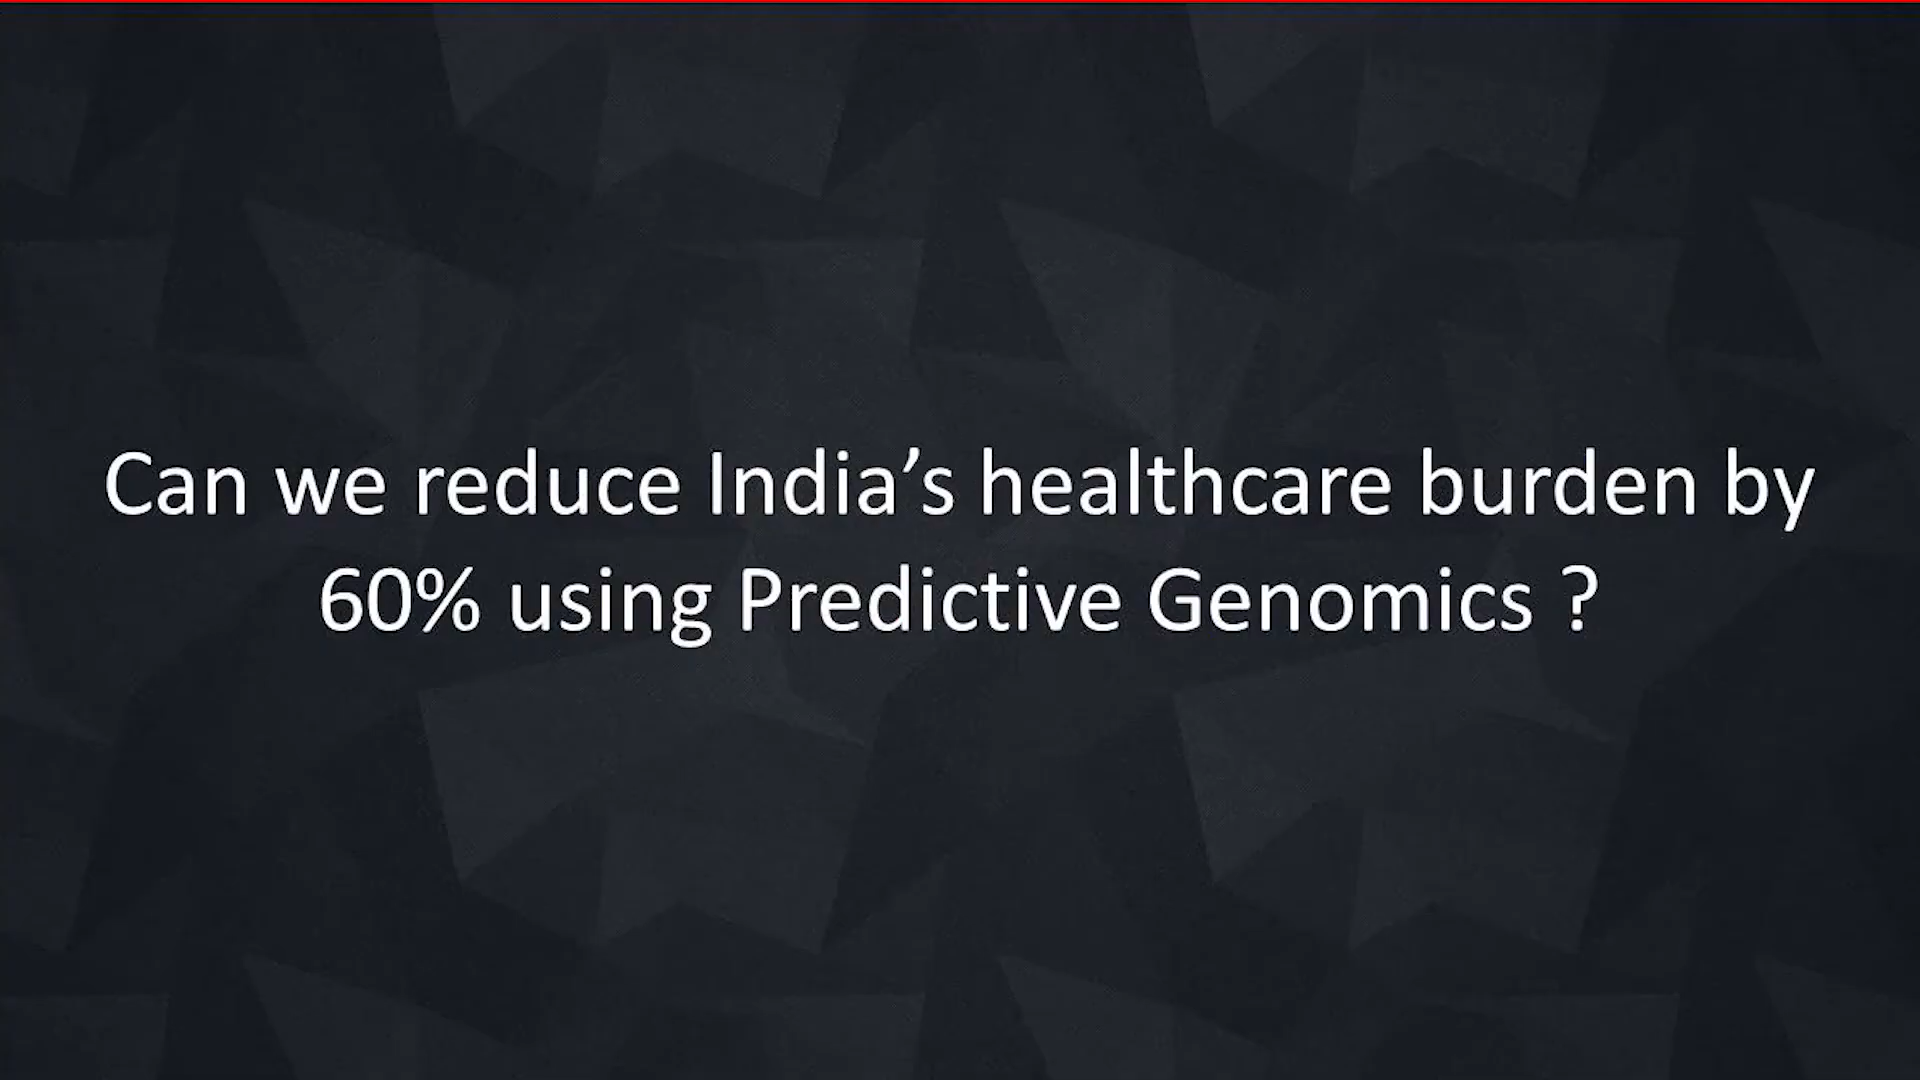 Can we reduce India’s healthcare burden by
60% using Predictive Genomics ?